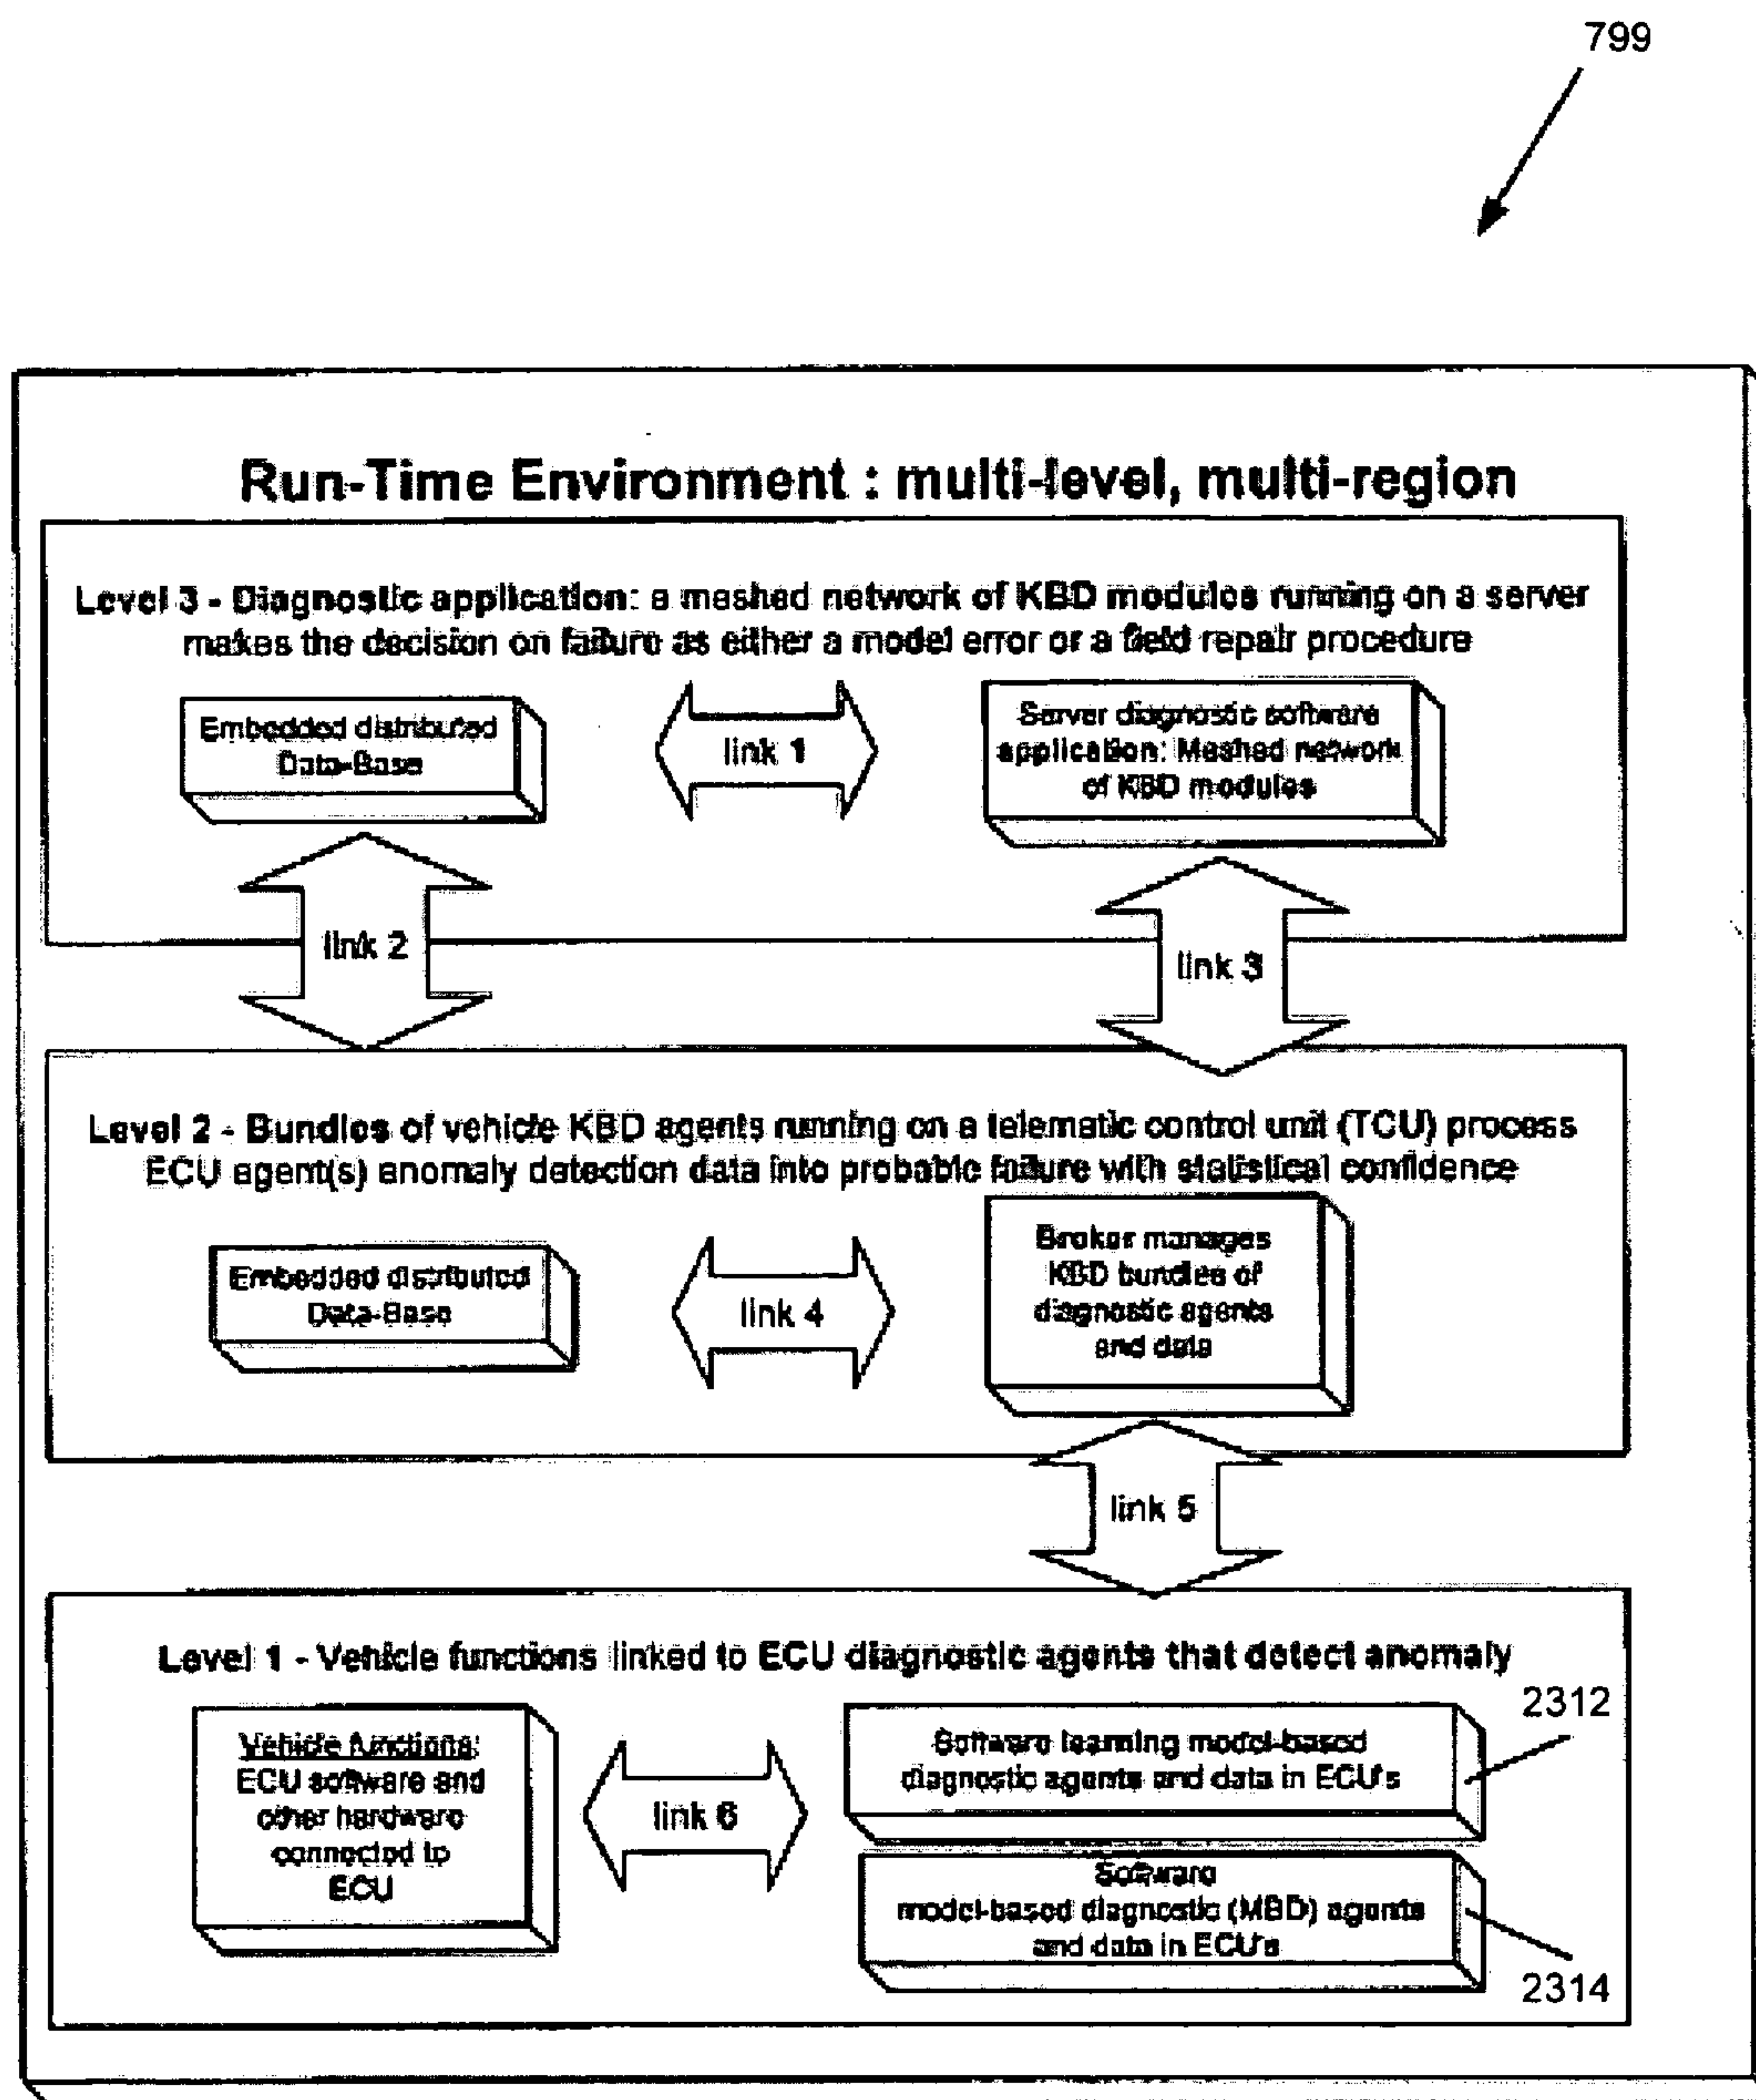 799
Run-Time Environment : multi-level, multi-region
Level 3 - Diagnostic application: a meshed network of KBD modules running on a server
makes the decision on failure as either a model error or a field repair procedure
Embedded distributed
Data-Base
link 1
Server diagnostic software
application: Meshed network
of KBD modules
link 2
link 3
Level 2 - Bundles of vehicle KBD agents running on a telematic control unit (TCU) process
ECU agent(s) anomaly detection data into probable failure with statistical confidence
Embedded distributed
Data-Base
link 4
Broker manages
KBD bundles of
diagnostic agents
and data
link 5
Level 1 - Vehicle functions linked to ECU diagnostic agents that detect anomaly
2312
Vehicle functions:
ECU software and
other hardware
connected to
ECU
link 6
Software learning model-based
diagnostic agents and data in ECU's
Software
model-based diagnostic (MBD) agents
and data in ECU's
2314